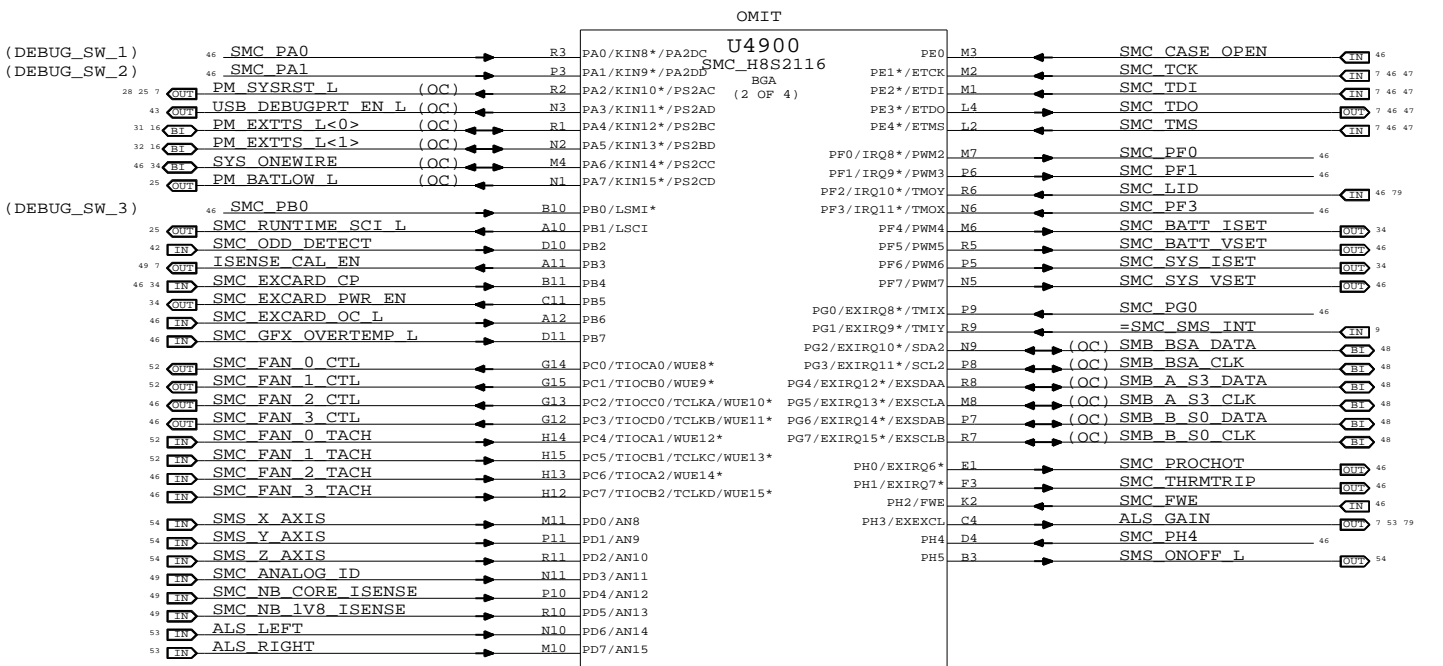 OMIT
U4900
SMC_H8S2116
BGA
(2 OF 4)
(DEBUG_SW_1) 46 SMC_PA0 R3 PA0/KIN8*/PA2DC
(DEBUG_SW_2) 46 SMC_PA1 P3 PA1/KIN9*/PA2DD
28 25 7 OUT PM_SYSRST_L (OC) R2 PA2/KIN10*/PS2AC
43 OUT USB_DEBUGPRT_EN_L (OC) N3 PA3/KIN11*/PS2AD
31 16 BI PM_EXTTS_L<0> (OC) R1 PA4/KIN12*/PS2BC
32 16 BI PM_EXTTS_L<1> (OC) N2 PA5/KIN13*/PS2BD
46 34 BI SYS_ONEWIRE (OC) M4 PA6/KIN14*/PS2CC
25 OUT PM_BATLOW_L (OC) N1 PA7/KIN15*/PS2CD
(DEBUG_SW_3) 46 SMC_PB0 B10 PB0/LSMI*
25 OUT SMC_RUNTIME_SCI_L A10 PB1/LSCI
42 IN SMC_ODD_DETECT D10 PB2
49 7 OUT ISENSE_CAL_EN A11 PB3
46 34 IN SMC_EXCARD_CP B11 PB4
34 OUT SMC_EXCARD_PWR_EN C11 PB5
46 IN SMC_EXCARD_OC_L A12 PB6
46 IN SMC_GFX_OVERTEMP_L D11 PB7
52 OUT SMC_FAN_0_CTL G14 PC0/TIOCA0/WUE8*
52 OUT SMC_FAN_1_CTL G15 PC1/TIOCB0/WUE9*
46 OUT SMC_FAN_2_CTL G13 PC2/TIOCC0/TCLKA/WUE10*
46 OUT SMC_FAN_3_CTL G12 PC3/TIOCD0/TCLKB/WUE11*
52 IN SMC_FAN_0_TACH H14 PC4/TIOCA1/WUE12*
52 IN SMC_FAN_1_TACH H15 PC5/TIOCB1/TCLKC/WUE13*
46 IN SMC_FAN_2_TACH H13 PC6/TIOCA2/WUE14*
46 IN SMC_FAN_3_TACH H12 PC7/TIOCB2/TCLKD/WUE15*
54 IN SMS_X_AXIS M11 PD0/AN8
54 IN SMS_Y_AXIS P11 PD1/AN9
54 IN SMS_Z_AXIS R11 PD2/AN10
49 IN SMC_ANALOG_ID N11 PD3/AN11
49 IN SMC_NB_CORE_ISENSE P10 PD4/AN12
49 IN SMC_NB_1V8_ISENSE R10 PD5/AN13
53 IN ALS_LEFT N10 PD6/AN14
53 IN ALS_RIGHT M10 PD7/AN15
PE0 M3 SMC_CASE_OPEN IN 46
PE1*/ETCK M2 SMC_TCK IN 7 46 47
PE2*/ETDI M1 SMC_TDI IN 7 46 47
PE3*/ETDO L4 SMC_TDO OUT 7 46 47
PE4*/ETMS L2 SMC_TMS IN 7 46 47
PF0/IRQ8*/PWM2 M7 SMC_PF0 46
PF1/IRQ9*/PWM3 P6 SMC_PF1 46
PF2/IRQ10*/TMOY R6 SMC_LID IN 46 79
PF3/IRQ11*/TMOX N6 SMC_PF3 46
PF4/PWM4 M6 SMC_BATT_ISET OUT 34
PF5/PWM5 R5 SMC_BATT_VSET OUT 46
PF6/PWM6 P5 SMC_SYS_ISET OUT 34
PF7/PWM7 N5 SMC_SYS_VSET OUT 46
PG0/EXIRQ8*/TMIX P9 SMC_PG0 46
PG1/EXIRQ9*/TMIY R9 =SMC_SMS_INT IN 9
PG2/EXIRQ10*/SDA2 N9 (OC) SMB_BSA_DATA BI 48
PG3/EXIRQ11*/SCL2 P8 (OC) SMB_BSA_CLK BI 48
PG4/EXIRQ12*/EXSDAA R8 (OC) SMB_A_S3_DATA BI 48
PG5/EXIRQ13*/EXSCLA M8 (OC) SMB_A_S3_CLK BI 48
PG6/EXIRQ14*/EXSDAB P7 (OC) SMB_B_S0_DATA BI 48
PG7/EXIRQ15*/EXSCLB R7 (OC) SMB_B_S0_CLK BI 48
PH0/EXIRQ6* E1 SMC_PROCHOT OUT 46
PH1/EXIRQ7* F3 SMC_THRMTRIP OUT 46
PH2/FWE K2 SMC_FWE IN 46
PH3/EXEXCL C4 ALS_GAIN OUT 7 53 79
PH4 D4 SMC_PH4 46
PH5 B3 SMS_ONOFF_L OUT 54